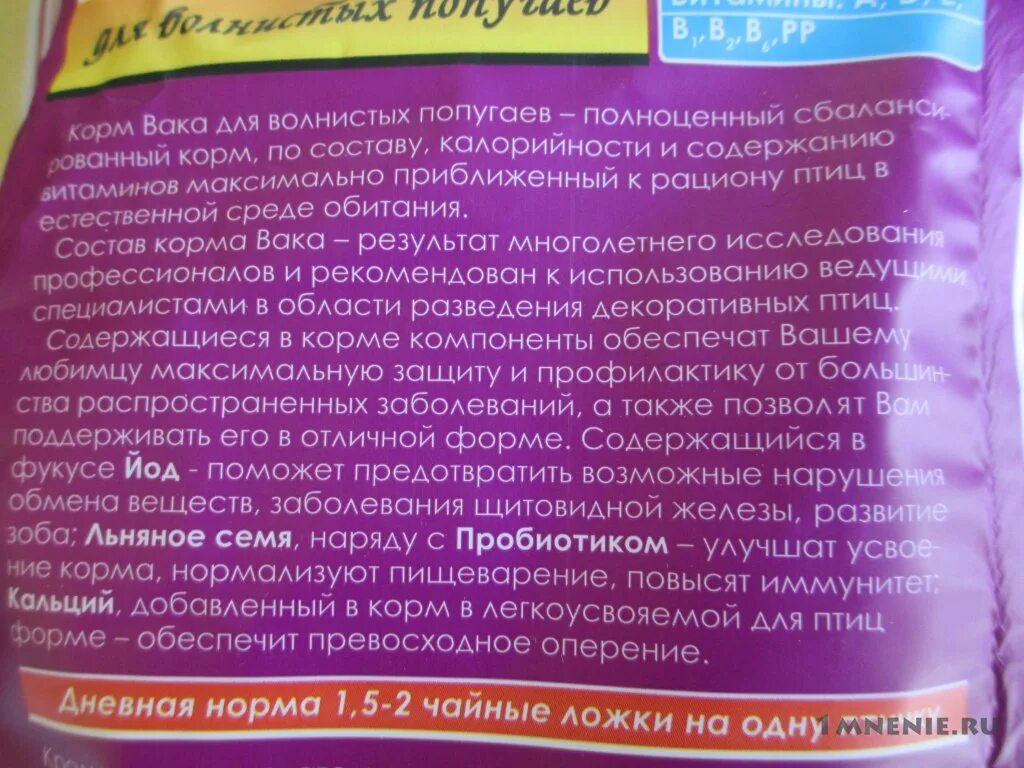 для волнистых попугаев
Витамины: А, D, E,
B₁, B₂, B₆, PP
корм Вака для волнистых попугаев – полноценный сбаланси-
рованный корм, по составу, калорийности и содержанию
витаминов максимально приближенный к рациону птиц в
естественной среде обитания.
Состав корма Вака – результат многолетнего исследования
профессионалов и рекомендован к использованию ведущими
специалистами в области разведения декоративных птиц.
Содержащиеся в корме компоненты обеспечат Вашему
любимцу максимальную защиту и профилактику от большин-
ства распространенных заболеваний, а также позволят Вам
поддерживать его в отличной форме. Содержащийся в
фукусе Йод - поможет предотвратить возможные нарушения
обмена веществ, заболевания щитовидной железы, развитие
зоба; Льняное семя, наряду с Пробиотиком – улучшат усвое-
ние корма, нормализуют пищеварение, повысят иммунитет;
Кальций, добавленный в корм в легкоусвояемой для птиц
форме – обеспечит превосходное оперение.
Дневная норма 1,5-2 чайные ложки на одну
1MNENIE.RU